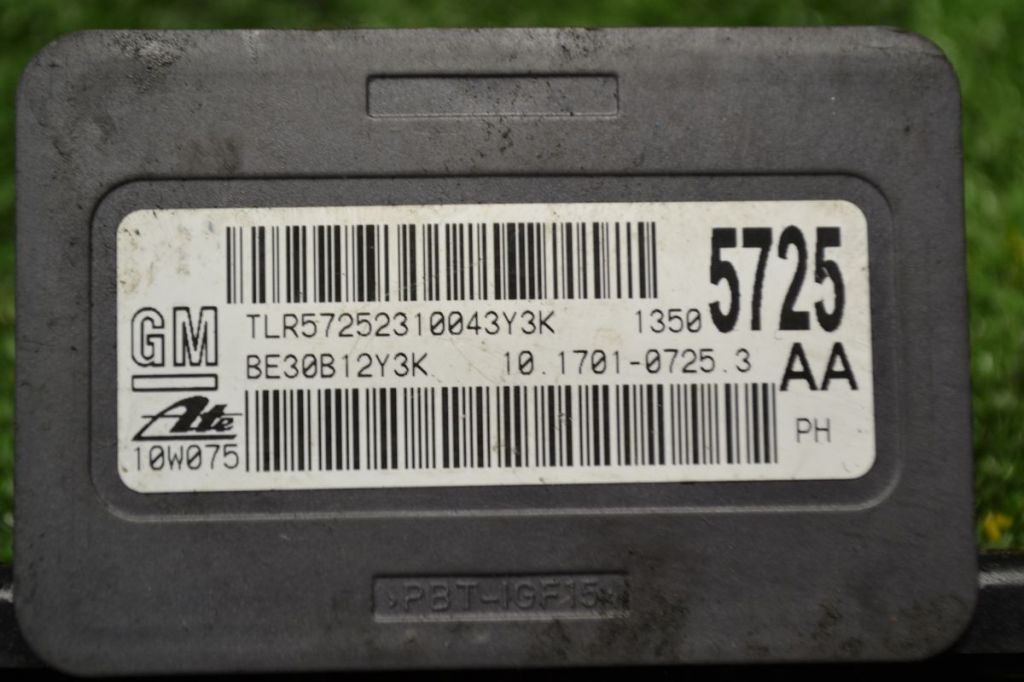 5725
GM
TLR57252310043Y3K 1350
BE30B12Y3K 10.1701-0725.3
AA
Ate
10W075
PH
>PBT-IGF15<